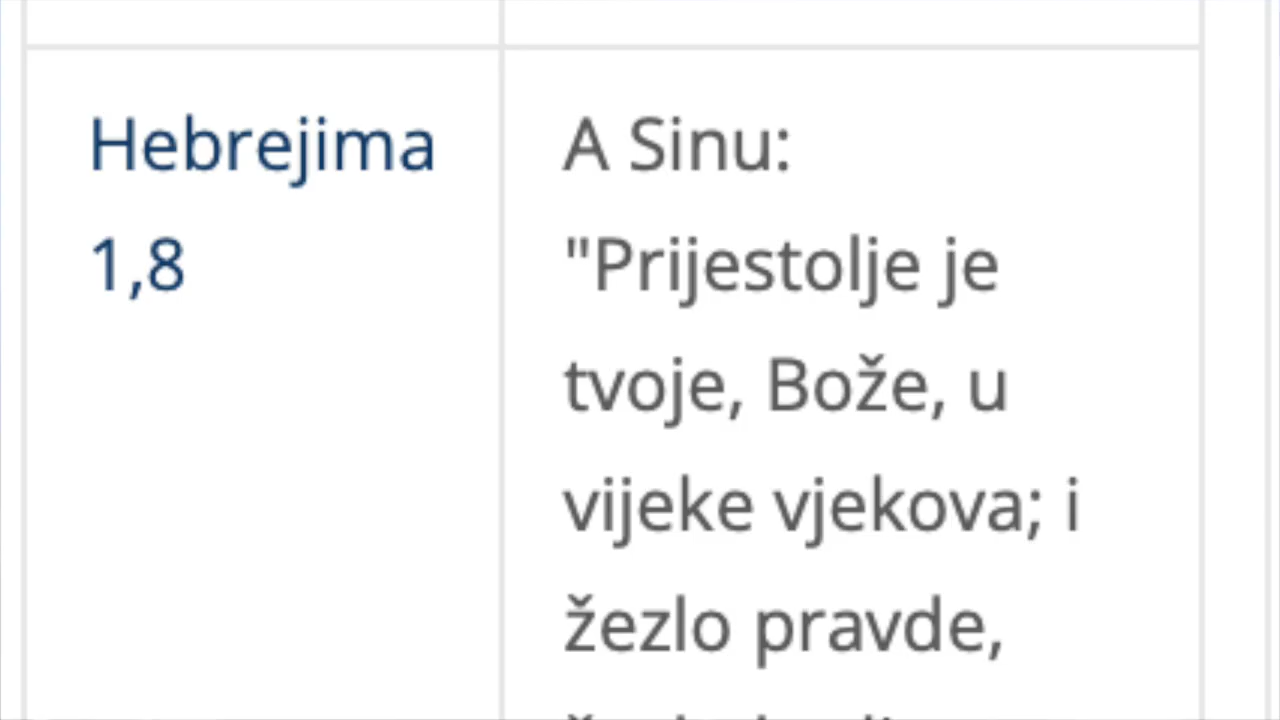 Hebrejima
1,8
A Sinu:
"Prijestolje je
tvoje, Bože, u
vijeke vjekova; i
žezlo pravde,